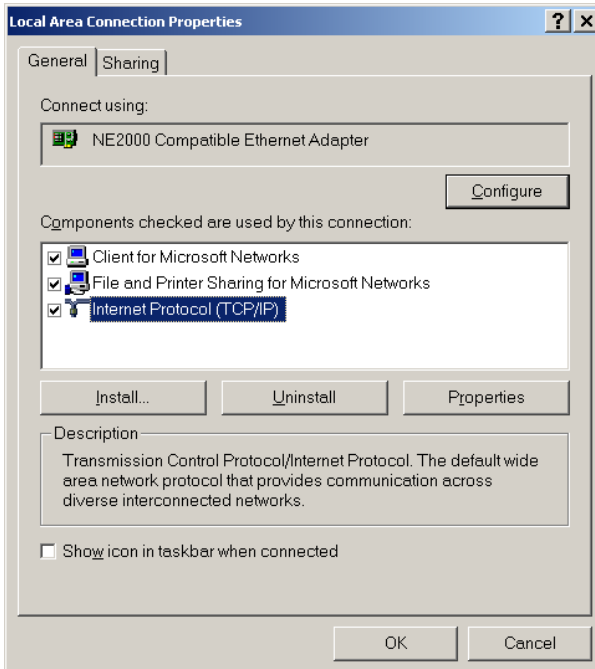 Local Area Connection Properties
General
Sharing
Connect using:
NE2000 Compatible Ethernet Adapter
Configure
Components checked are used by this connection:
Client for Microsoft Networks
File and Printer Sharing for Microsoft Networks
Internet Protocol (TCP/IP)
Install...
Uninstall
Properties
Description
Transmission Control Protocol/Internet Protocol. The default wide
area network protocol that provides communication across
diverse interconnected networks.
Show icon in taskbar when connected
OK
Cancel